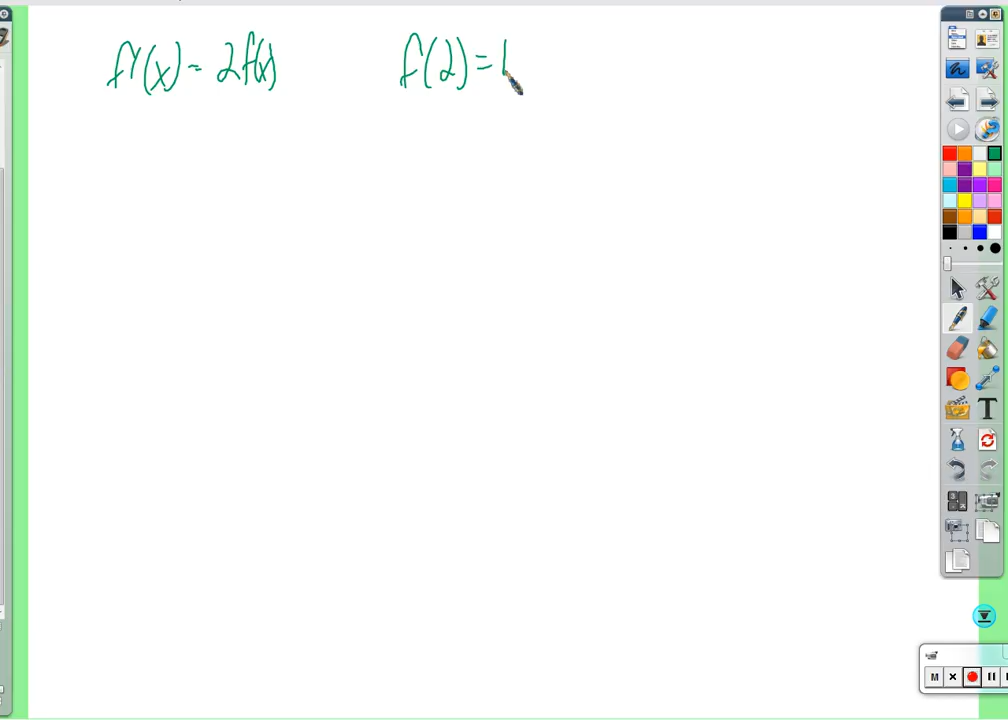 f'(x) = 2f(x) f(2) = 1
M
T